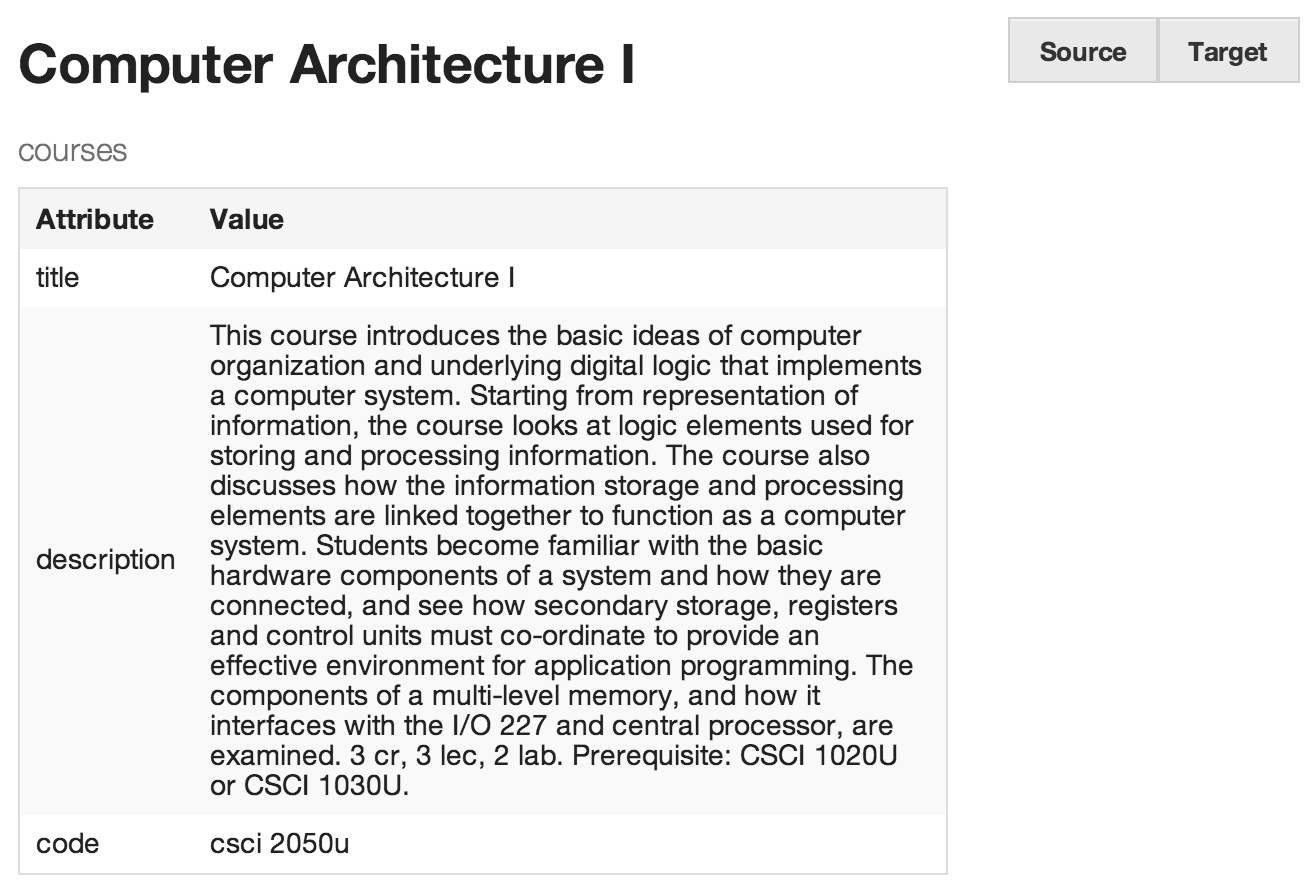 Computer Architecture I
Source Target
courses
Attribute Value
title Computer Architecture I
This course introduces the basic ideas of computer
organization and underlying digital logic that implements
a computer system. Starting from representation of
information, the course looks at logic elements used for
storing and processing information. The course also
discusses how the information storage and processing
elements are linked together to function as a computer
system. Students become familiar with the basic
description
hardware components of a system and how they are
connected, and see how secondary storage, registers
and control units must co-ordinate to provide an
effective environment for application programming. The
components of a multi-level memory, and how it
interfaces with the I/O 227 and central processor, are
examined. 3 cr, 3 lec, 2 lab. Prerequisite: CSCI 1020U
or CSCI 1030U.
code csci 2050u